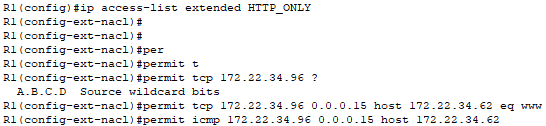 R1(config)#ip access-list extended HTTP_ONLY
R1(config-ext-nacl)#
R1(config-ext-nacl)#
R1(config-ext-nacl)#per
R1(config-ext-nacl)#permit t
R1(config-ext-nacl)#permit tcp 172.22.34.96 ?
A.B.C.D Source wildcard bits
R1(config-ext-nacl)#permit tcp 172.22.34.96 0.0.0.15 host 172.22.34.62 eq www
R1(config-ext-nacl)#permit icmp 172.22.34.96 0.0.0.15 host 172.22.34.62